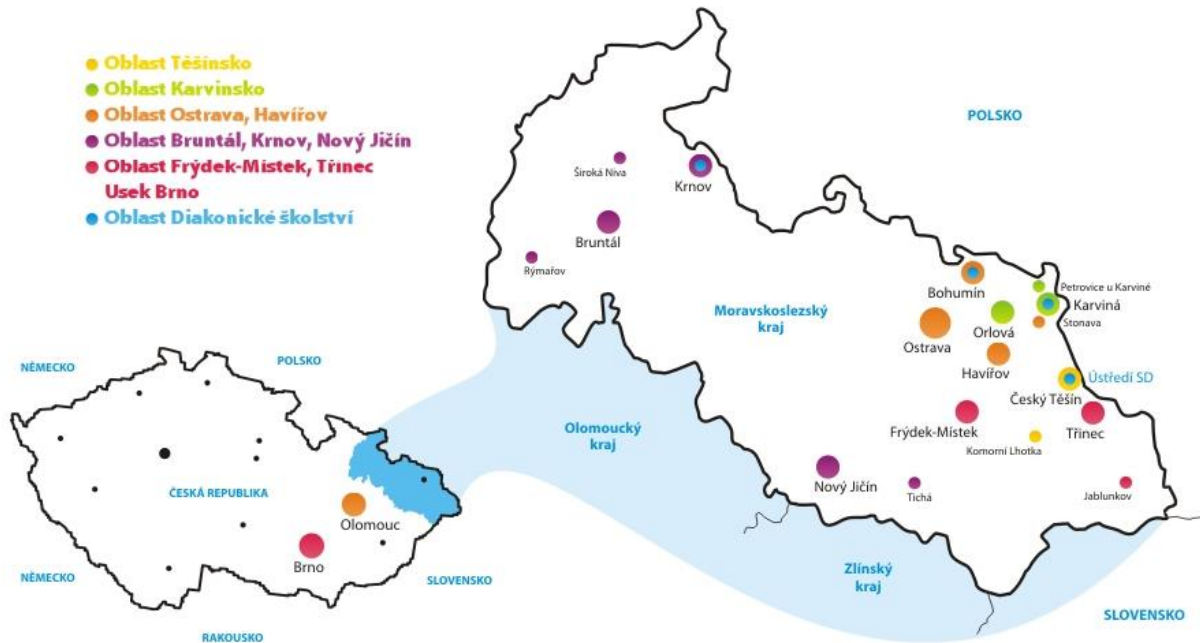 Oblast Těšínsko
Oblast Karvinsko
Oblast Ostrava, Havířov
Oblast Bruntál, Krnov, Nový Jičín
Oblast Frýdek-Místek, Třinec
Usek Brno
Oblast Diakonické školství
POLSKO
Široká Niva
Krnov
Bruntál
Rýmařov
Moravskoslezský
kraj
Bohumín
Petrovice u Karviné
Karviná
Orlová
Stonava
Ostrava
Havířov
Ústředí SD
Český Těšín
Frýdek-Místek
Třinec
Komorní Lhotka
Nový Jičín
Tichá
Jablunkov
Olomoucký
kraj
Zlínský
kraj
SLOVENSKO
NĚMECKO
POLSKO
ČESKÁ REPUBLIKA
Olomouc
Brno
NĚMECKO
SLOVENSKO
RAKOUSKO